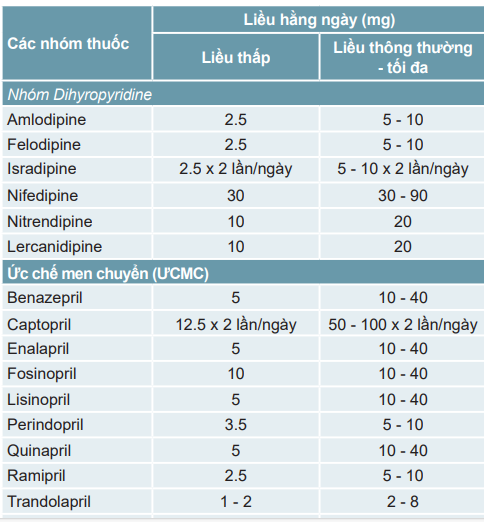 Các nhóm thuốc
Liều hằng ngày (mg)
Liều thấp
Liều thông thường
- tối đa
Nhóm Dihyropyridine
Amlodipine 2.5 5 - 10
Felodipine 2.5 5 - 10
Isradipine 2.5 x 2 lần/ngày 5 - 10 x 2 lần/ngày
Nifedipine 30 30 - 90
Nitrendipine 10 20
Lercanidipine 10 20
Ức chế men chuyển (ƯCMC)
Benazepril 5 10 - 40
Captopril 12.5 x 2 lần/ngày 50 - 100 x 2 lần/ngày
Enalapril 5 10 - 40
Fosinopril 10 10 - 40
Lisinopril 5 10 - 40
Perindopril 3.5 5 - 10
Quinapril 5 10 - 40
Ramipril 2.5 5 - 10
Trandolapril 1 - 2 2 - 8